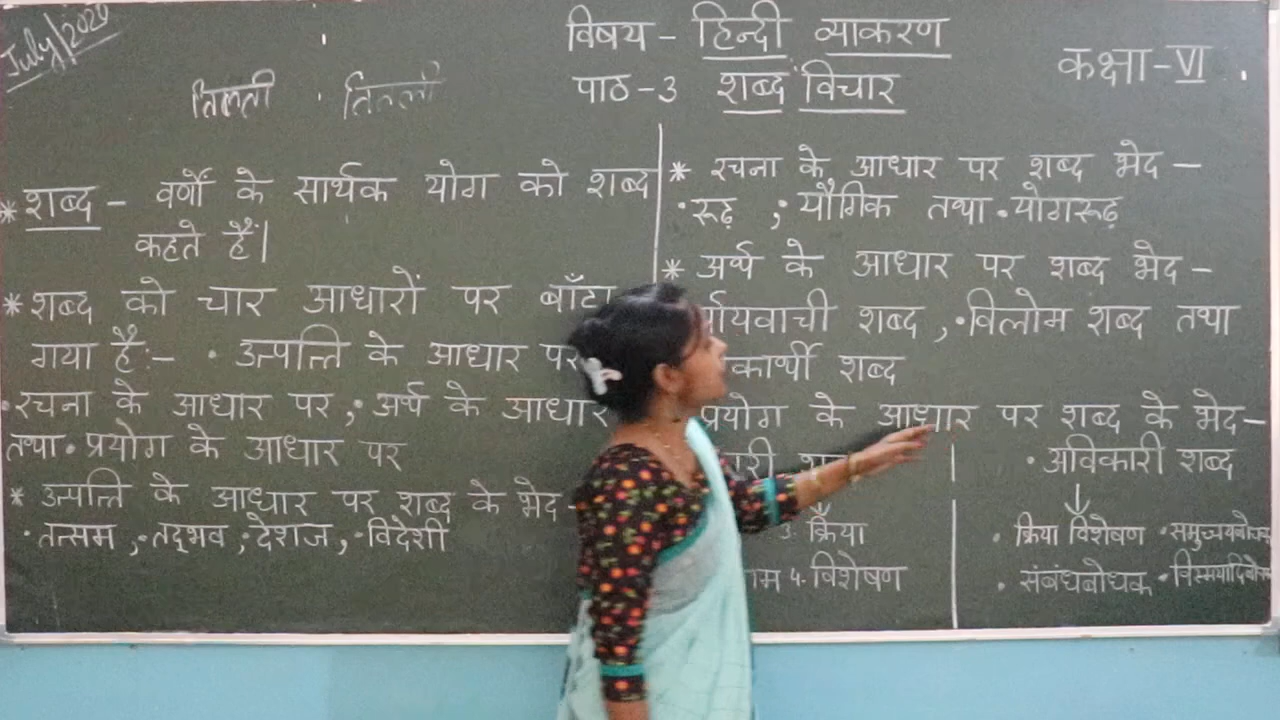 July/2020
विषय - हिन्दी व्याकरण
कक्षा - VI
पाठ - 3 शब्द विचार
तितली तितली
* शब्द - वर्णों के सार्थक योग को शब्द
कहते हैं।
* शब्द को चार आधारों पर बाँटा
गया है:- • उत्पत्ति के आधार पर
• रचना के आधार पर, • अर्थ के आधार
तथा • प्रयोग के आधार पर
* उत्पत्ति के आधार पर शब्द के भेद -
• तत्सम, • तद्भव, • देशज, • विदेशी
* रचना के आधार पर शब्द भेद -
• रूढ़, • यौगिक तथा • योगरूढ़
* अर्थ के आधार पर शब्द भेद -
शब्द, • विलोम शब्द तथा
शब्द
प्रयोग के आधार पर शब्द के भेद -
• अविकारी शब्द
3. क्रिया
4. विशेषण
• क्रिया विशेषण • समुच्चयबोधक
• संबंधबोधक • विस्मयादिबोधक